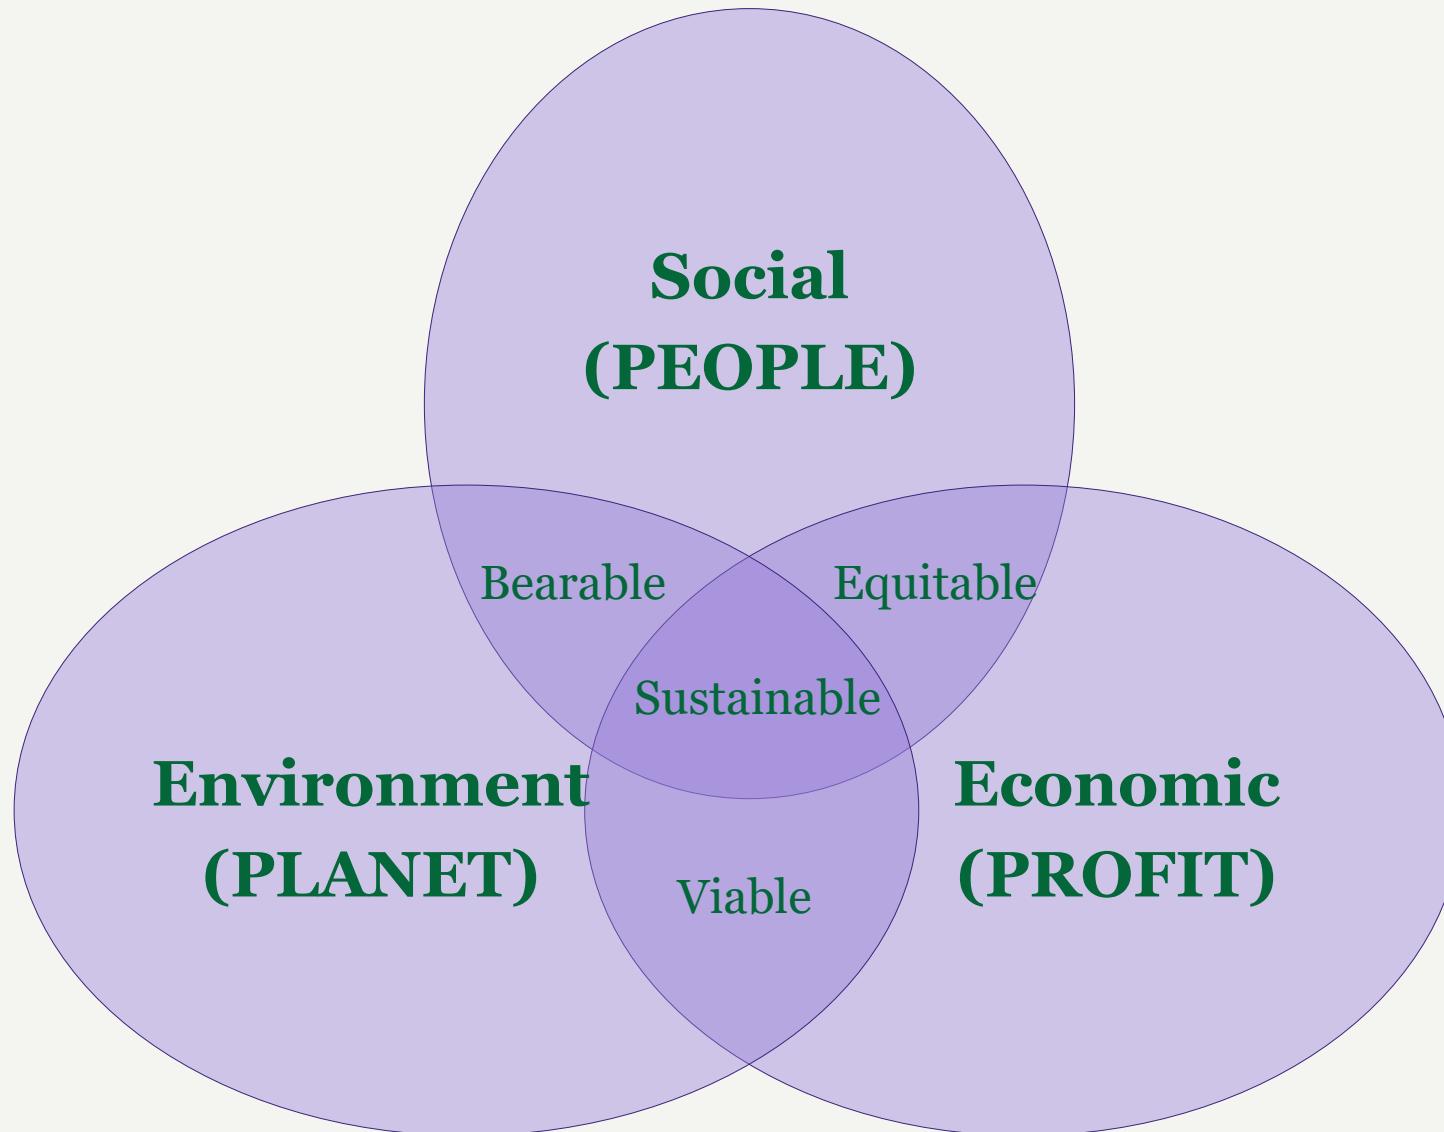 Social
(PEOPLE)
Bearable
Equitable
Sustainable
Environment
(PLANET)
Economic
(PROFIT)
Viable